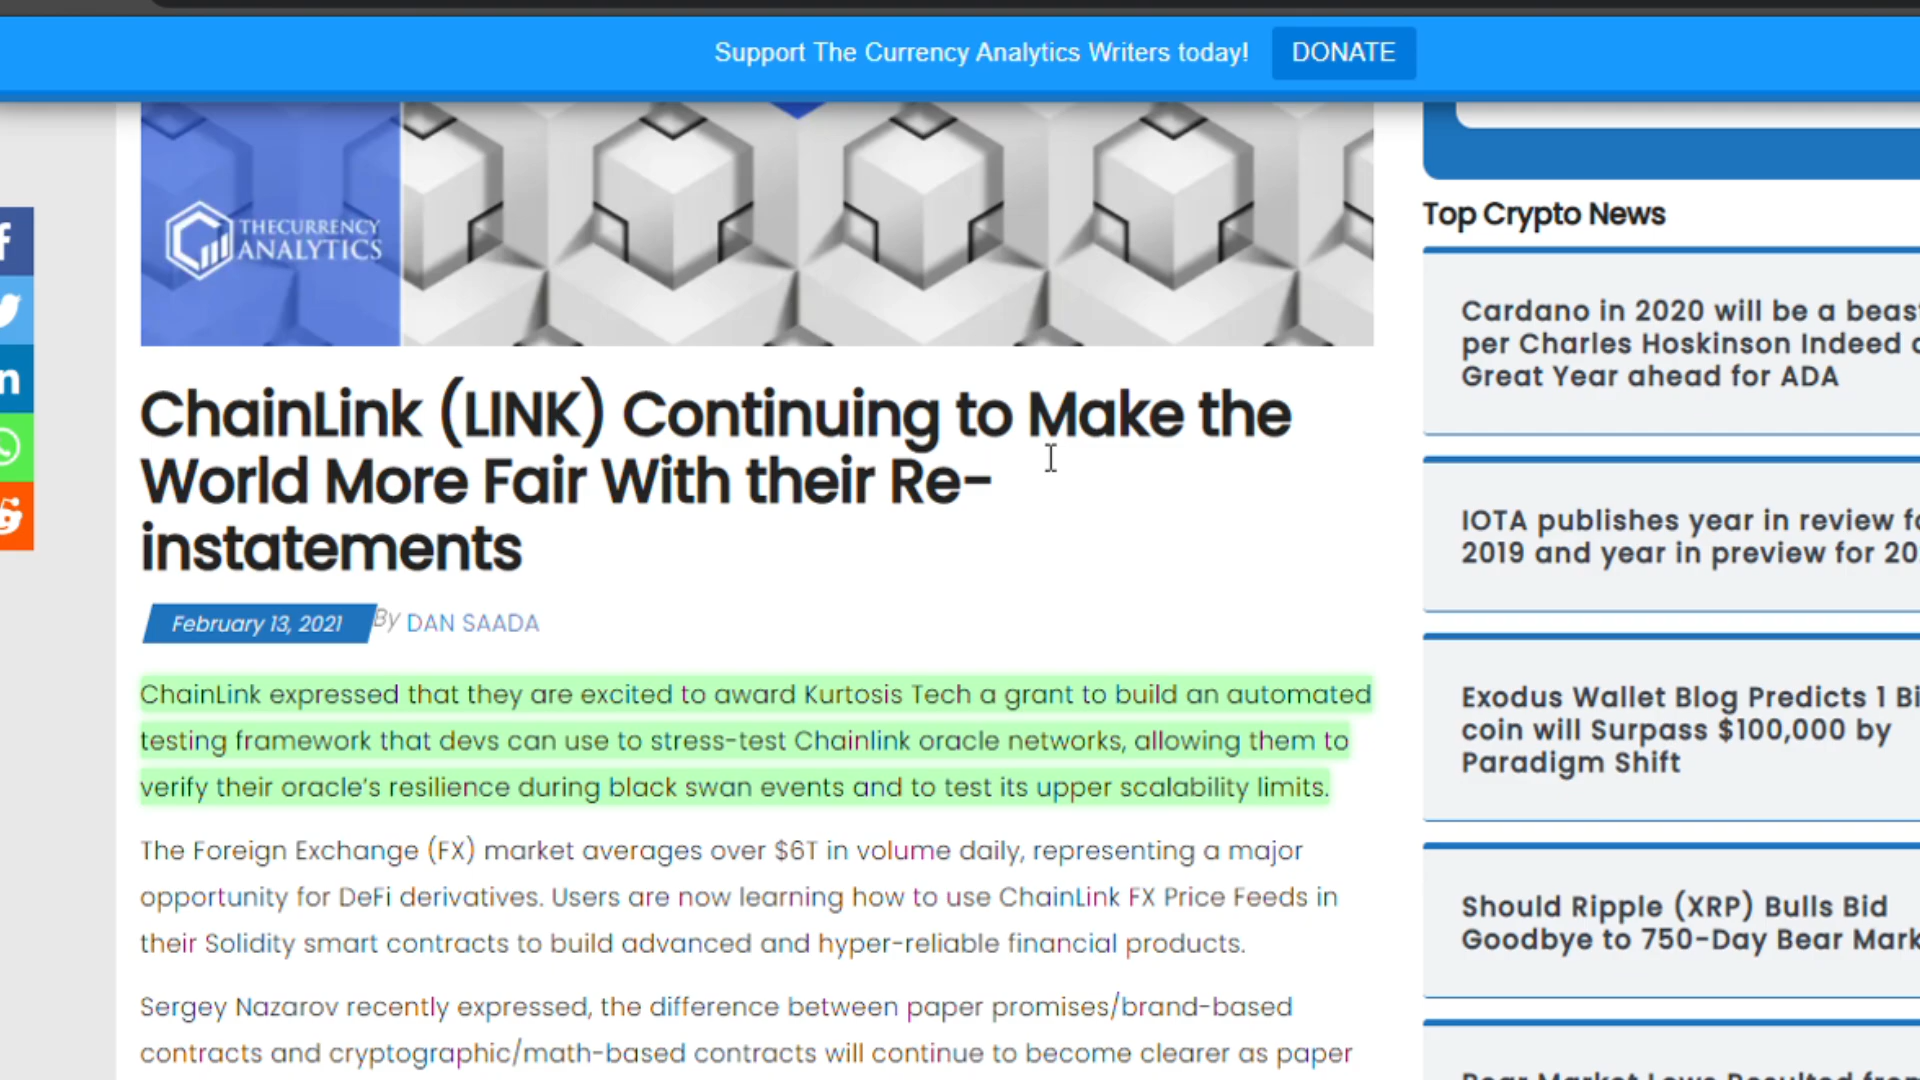 Support The Currency Analytics Writers today!
DONATE
THECURRENCY
ANALYTICS
ChainLink (LINK) Continuing to Make the
World More Fair With their Re-
instatements
February 13, 2021
By DAN SAADA
ChainLink expressed that they are excited to award Kurtosis Tech a grant to build an automated
testing framework that devs can use to stress-test Chainlink oracle networks, allowing them to
verify their oracle’s resilience during black swan events and to test its upper scalability limits.
The Foreign Exchange (FX) market averages over $6T in volume daily, representing a major
opportunity for DeFi derivatives. Users are now learning how to use ChainLink FX Price Feeds in
their Solidity smart contracts to build advanced and hyper-reliable financial products.
Sergey Nazarov recently expressed, the difference between paper promises/brand-based
contracts and cryptographic/math-based contracts will continue to become clearer as paper
Top Crypto News
Cardano in 2020 will be a beas
per Charles Hoskinson Indeed
Great Year ahead for ADA
IOTA publishes year in review
2019 and year in preview for 20
Exodus Wallet Blog Predicts 1 Bi
coin will Surpass $100,000 by
Paradigm Shift
Should Ripple (XRP) Bulls Bid
Goodbye to 750-Day Bear Mark